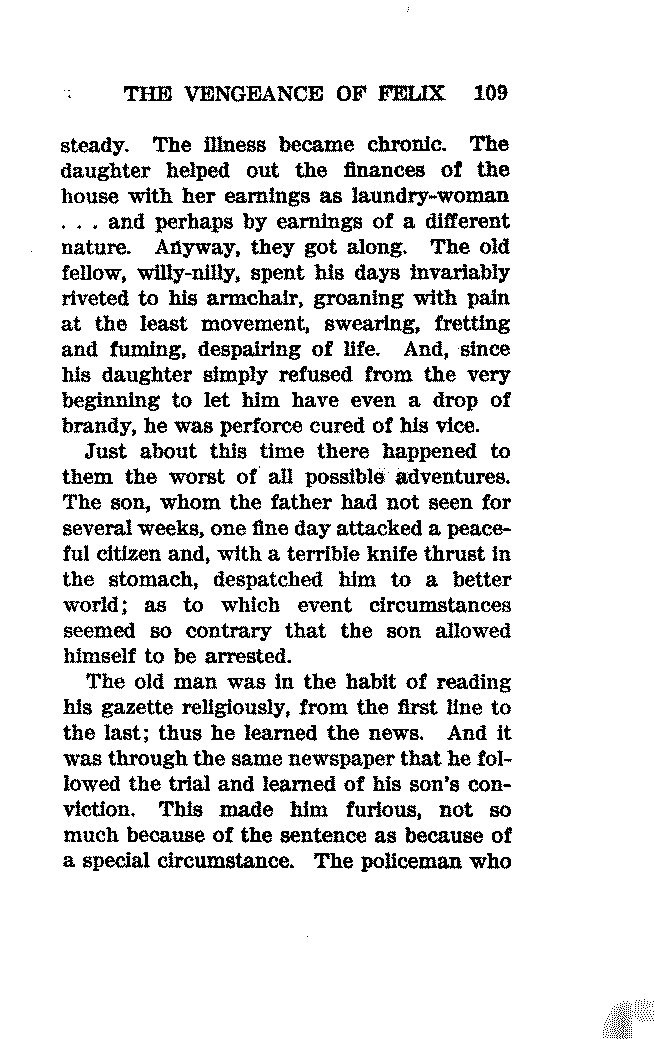 THE VENGEANCE OF FELIX 109
steady. The illness became chronic. The
daughter helped out the finances of the
house with her earnings as laundry-woman
. . . and perhaps by earnings of a different
nature. Anyway, they got along. The old
fellow, willy-nilly, spent his days invariably
riveted to his armchair, groaning with pain
at the least movement, swearing, fretting
and fuming, despairing of life. And, since
his daughter simply refused from the very
beginning to let him have even a drop of
brandy, he was perforce cured of his vice.
Just about this time there happened to
them the worst of all possible adventures.
The son, whom the father had not seen for
several weeks, one fine day attacked a peace-
ful citizen and, with a terrible knife thrust in
the stomach, despatched him to a better
world; as to which event circumstances
seemed so contrary that the son allowed
himself to be arrested.
The old man was in the habit of reading
his gazette religiously, from the first line to
the last; thus he learned the news. And it
was through the same newspaper that he fol-
lowed the trial and learned of his son's con-
viction. This made him furious, not so
much because of the sentence as because of
a special circumstance. The policeman who